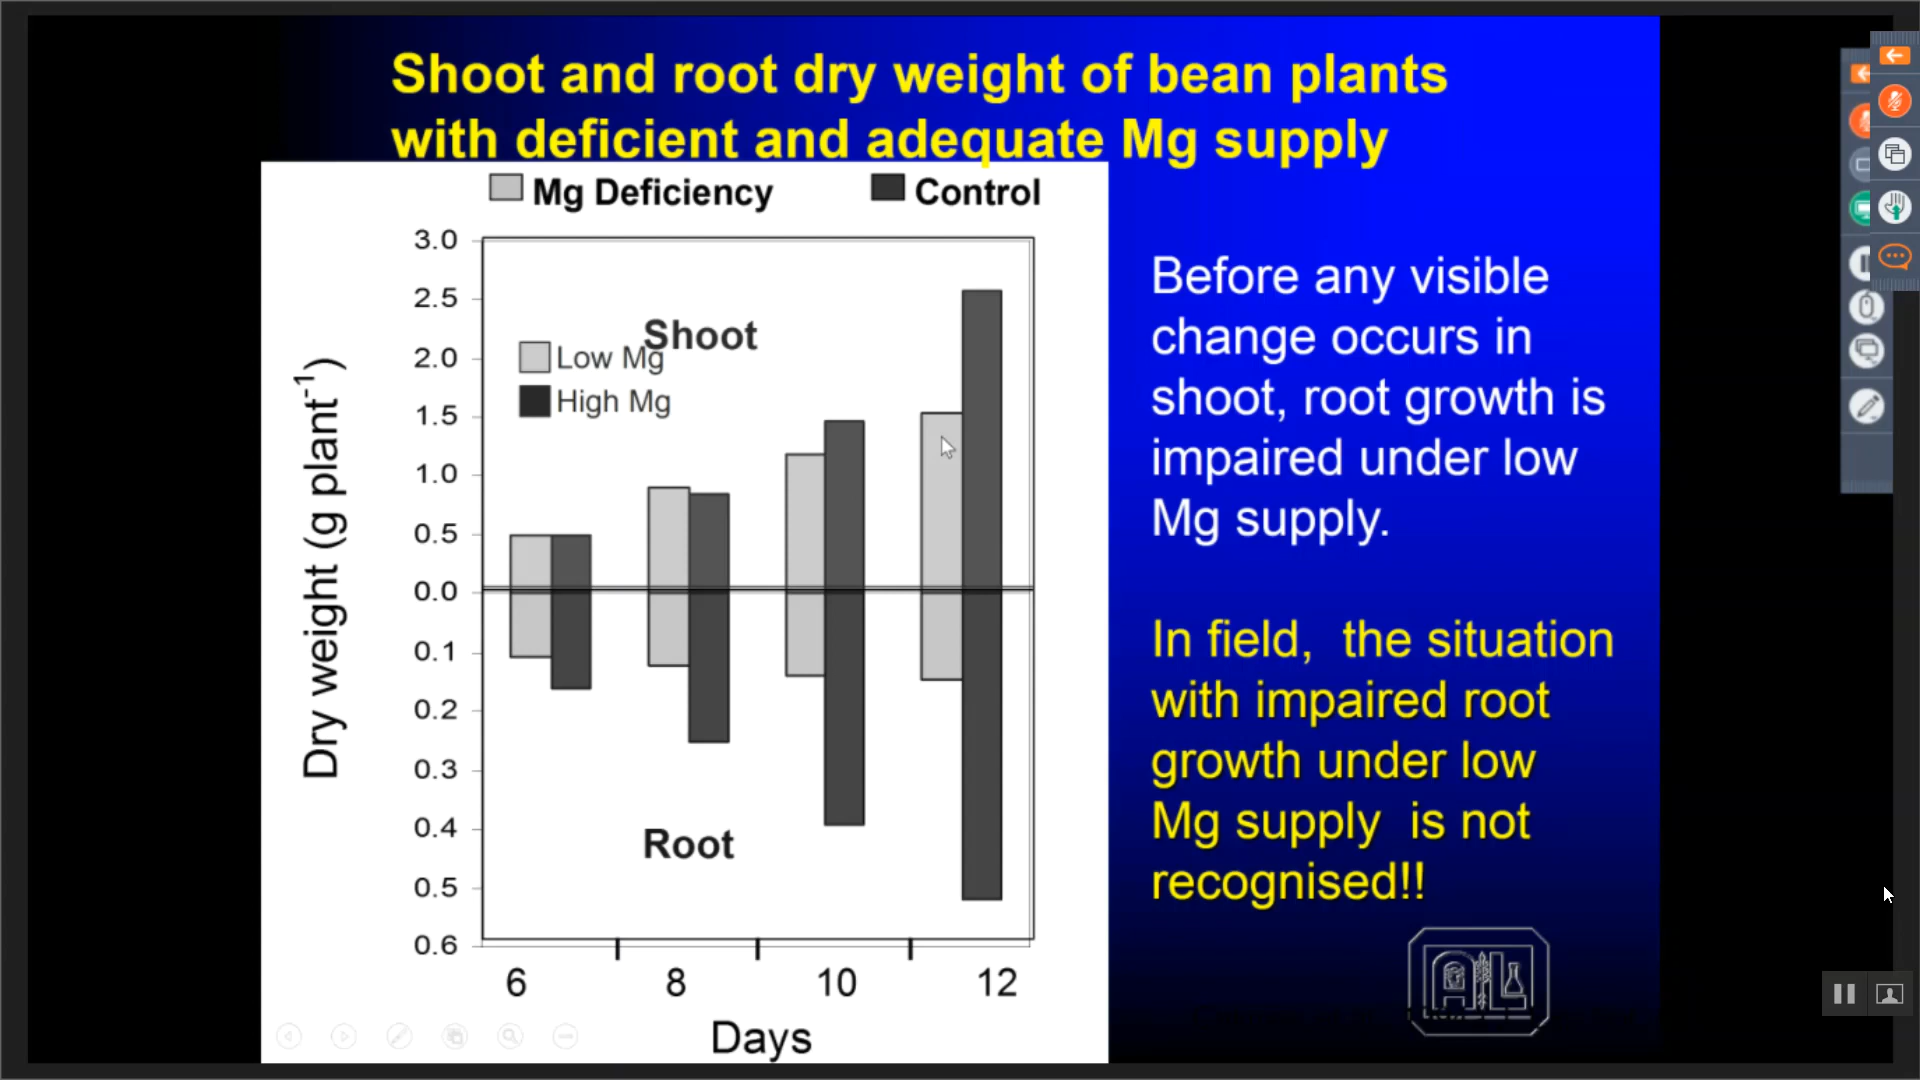 Shoot and root dry weight of bean plants
with deficient and adequate Mg supply
Mg Deficiency
Control
3.0
2.5
2.0
1.5
1.0
0.5
0.0
0.1
0.2
0.3
0.4
0.5
0.6
Dry weight (g plant⁻¹)
Shoot
Low Mg
High Mg
Root
6 8 10 12
Days
Before any visible
change occurs in
shoot, root growth is
impaired under low
Mg supply.
In field, the situation
with impaired root
growth under low
Mg supply is not
recognised!!